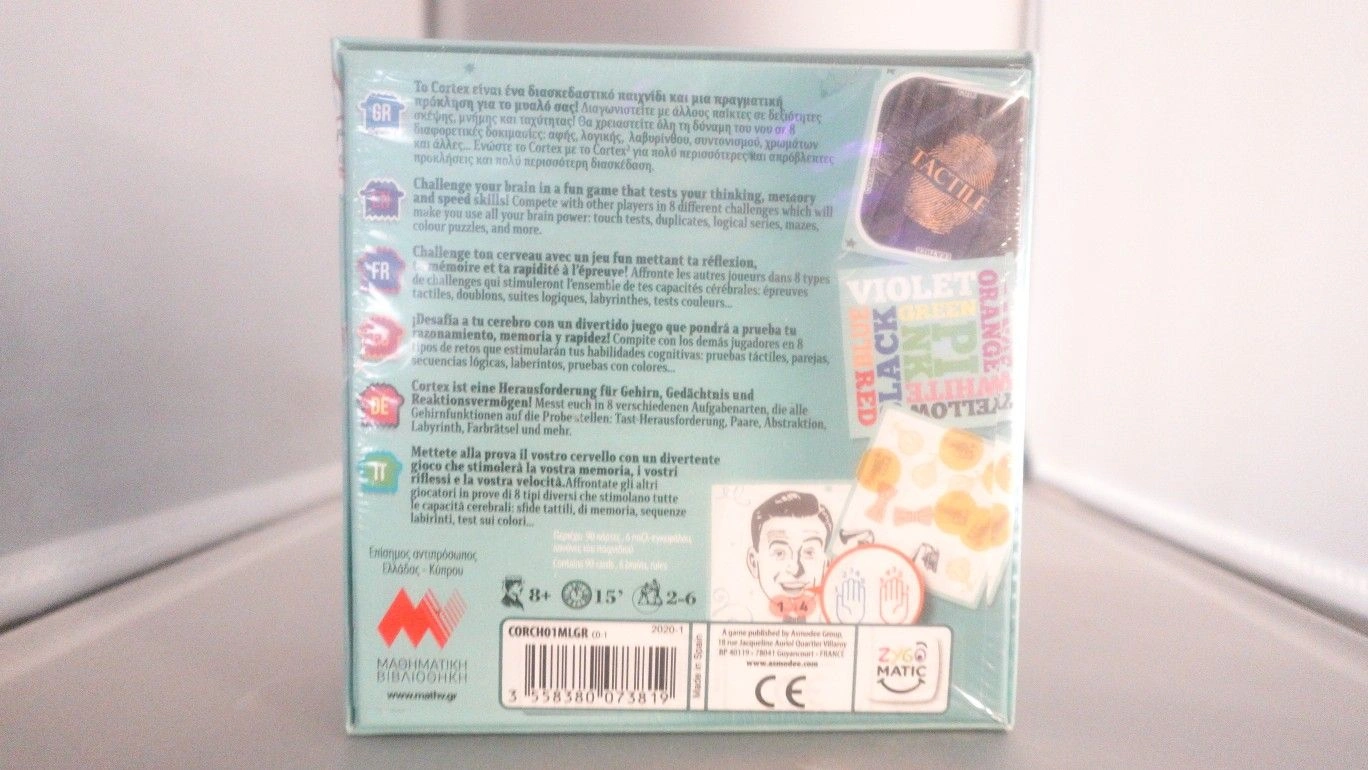 GR
Το Cortex είναι ένα διασκεδαστικό παιχνίδι και μια πραγματική
πρόκληση για το μυαλό σας! Διαγωνιστείτε με άλλους παίκτες σε δεξιότητες
σκέψης, μνήμης και ταχύτητας! Θα χρειαστείτε όλη τη δύναμη του νου σε 8
διαφορετικές δοκιμασίες: αφής, λογικής, λαβυρίνθου, συντονισμού, χρωμάτων
και άλλες... Ενώστε το Cortex με το Cortex² για πολύ περισσότερες και απρόβλεπτες
προκλήσεις και πολύ περισσότερη διασκέδαση.
Challenge your brain in a fun game that tests your thinking, memory
and speed skills! Compete with other players in 8 different challenges which will
make you use all your brain power: touch tests, duplicates, logical series, mazes,
colour puzzles, and more.
FR
Challenge ton cerveau avec un jeu fun mettant ta réflexion,
ta mémoire et ta rapidité à l'épreuve! Affronte les autres joueurs dans 8 types
de challenges qui stimuleront l'ensemble de tes capacités cérébrales: épreuves
tactiles, doublons, suites logiques, labyrinthes, tests couleurs...
¡Desafía a tu cerebro con un divertido juego que pondrá a prueba tu
razonamiento, memoria y rapidez! Compite con los demás jugadores en 8
tipos de retos que estimularán tus habilidades cognitivas: pruebas táctiles, parejas,
secuencias lógicas, laberintos, pruebas con colores...
DE
Cortex ist eine Herausforderung für Gehirn, Gedächtnis und
Reaktionsvermögen! Messt euch in 8 verschiedenen Aufgabenarten, die alle
Gehirnfunktionen auf die Probe stellen: Tast-Herausforderung, Paare, Abstraktion,
Labyrinth, Farbrätsel und mehr.
IT
Mettete alla prova il vostro cervello con un divertente
gioco che stimolerà la vostra memoria, i vostri
riflessi e la vostra velocità.Affrontate gli altri
giocatori in prove di 8 tipi diversi che stimolano tutte
le capacità cerebrali: sfide tattili, di memoria, sequenze
labirinti, test sui colori...
TACTILE
VIOLET
GREEN
ORANGE
BLUE
RED
BLACK
PINK
WHITE
YELLOW
Contains 90 cards, 6 brains, rules
Επίσημος αντιπρόσωπος
Ελλάδας - Κύπρου
8+ 15' 2-6
1 4
ΜΑΘΗΜΑΤΙΚΗ
ΒΙΒΛΙΟΘΗΚΗ
www.mathv.gr
CORCH01MLGR CO 1 2020-1
3 558380 073819
Made in Spain
A game published by Asmodee Group,
18 rue Jacqueline Auriol Quartier Villaroy
BP 40119 - 78041 Guyancourt - FRANCE
www.asmodee.com
CE
ZYGO
MATIC